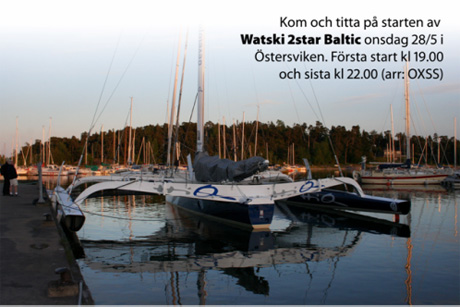 Kom och titta på starten av
Watski 2star Baltic onsdag 28/5 i
Östersviken. Första start kl 19.00
och sista kl 22.00 (arr: OXSS)